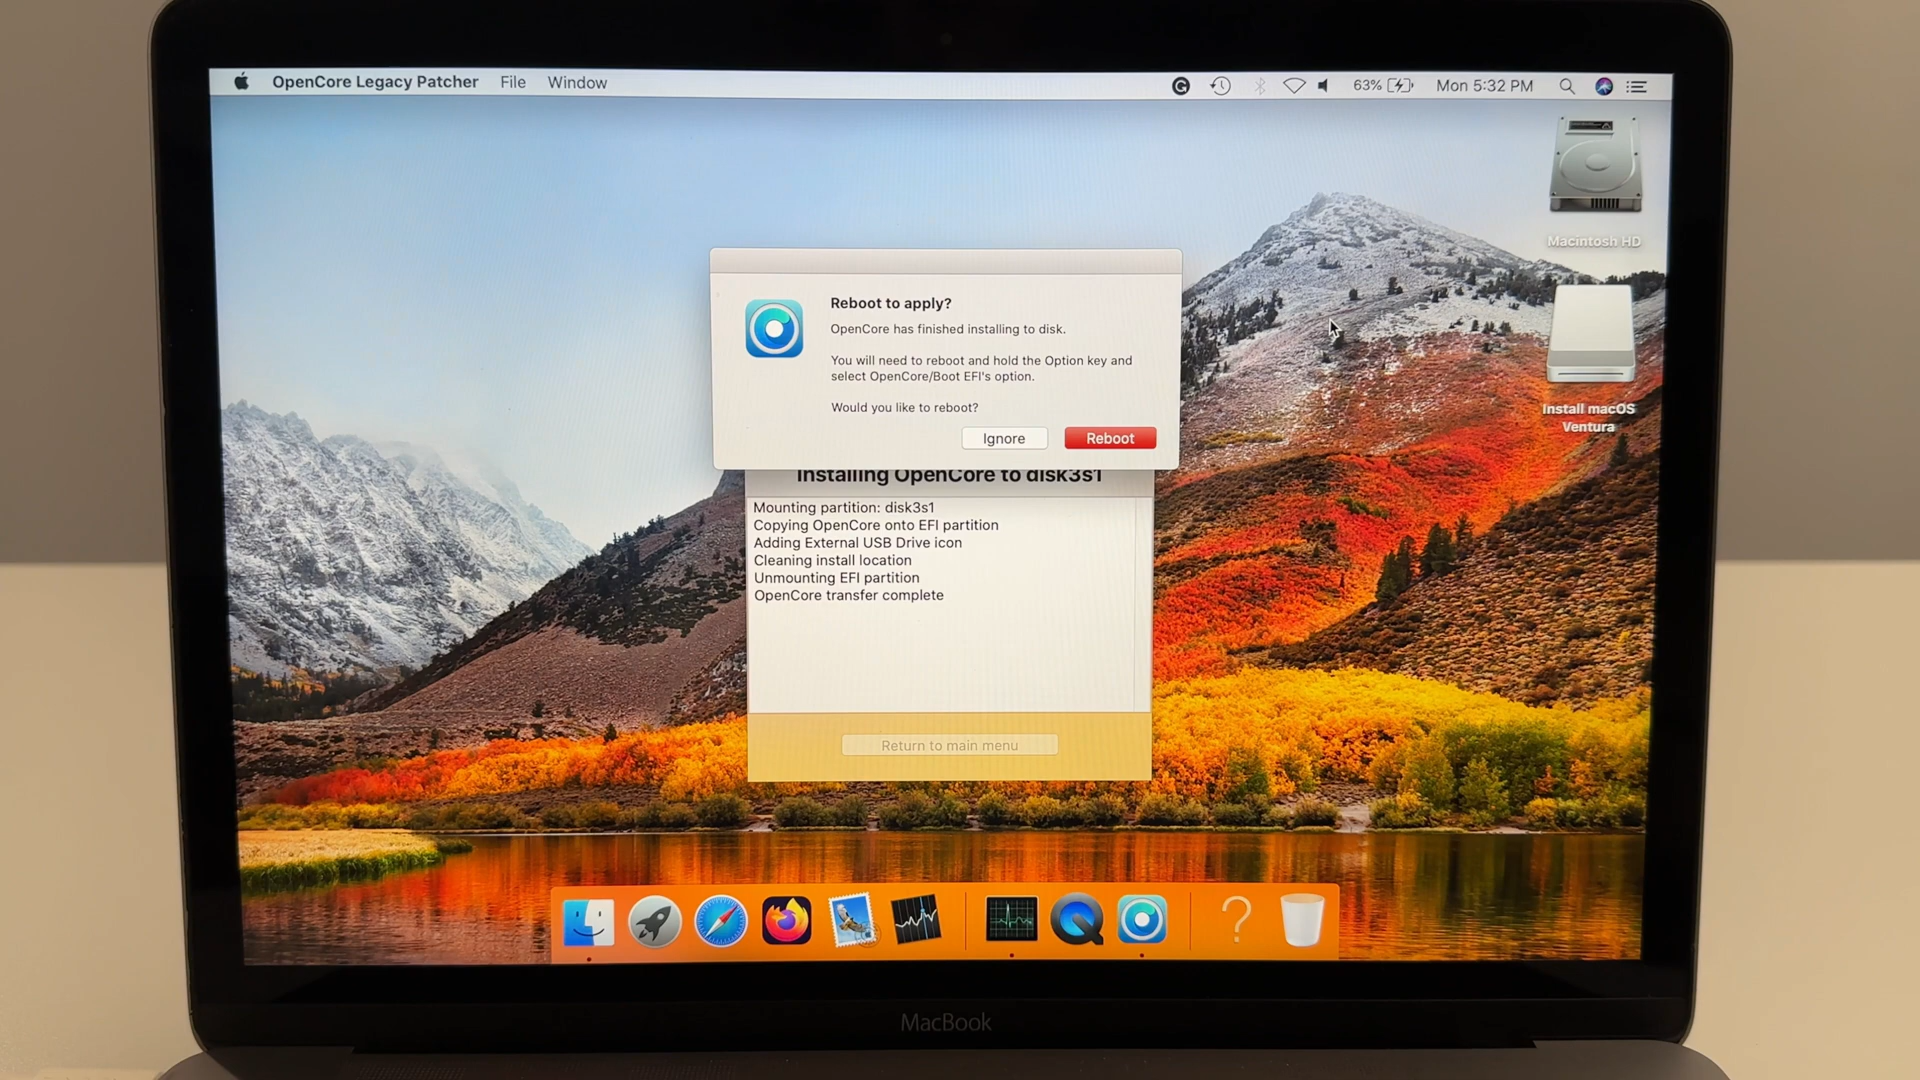 OpenCore Legacy Patcher File Window
63% Mon 5:32 PM
Macintosh HD
Install macOS
Ventura
Reboot to apply?
OpenCore has finished installing to disk.
You will need to reboot and hold the Option key and
select OpenCore/Boot EFI's option.
Would you like to reboot?
Ignore Reboot
Installing OpenCore to disk3s1
Mounting partition: disk3s1
Copying OpenCore onto EFI partition
Adding External USB Drive icon
Cleaning install location
Unmounting EFI partition
OpenCore transfer complete
Return to main menu
MacBook